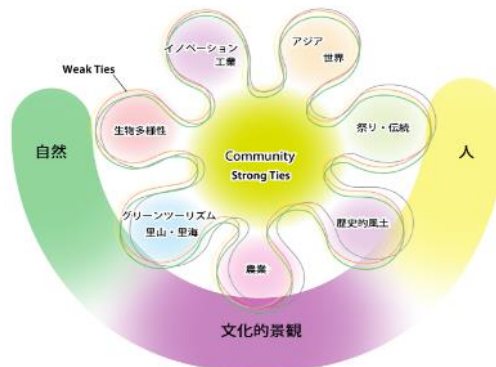 イノベーション
工業
アジア
世界
Weak Ties
生物多様性
祭り・伝統
自然
人
Community
Strong Ties
グリーンツーリズム
里山・里海
歴史的風土
農業
文化的景観